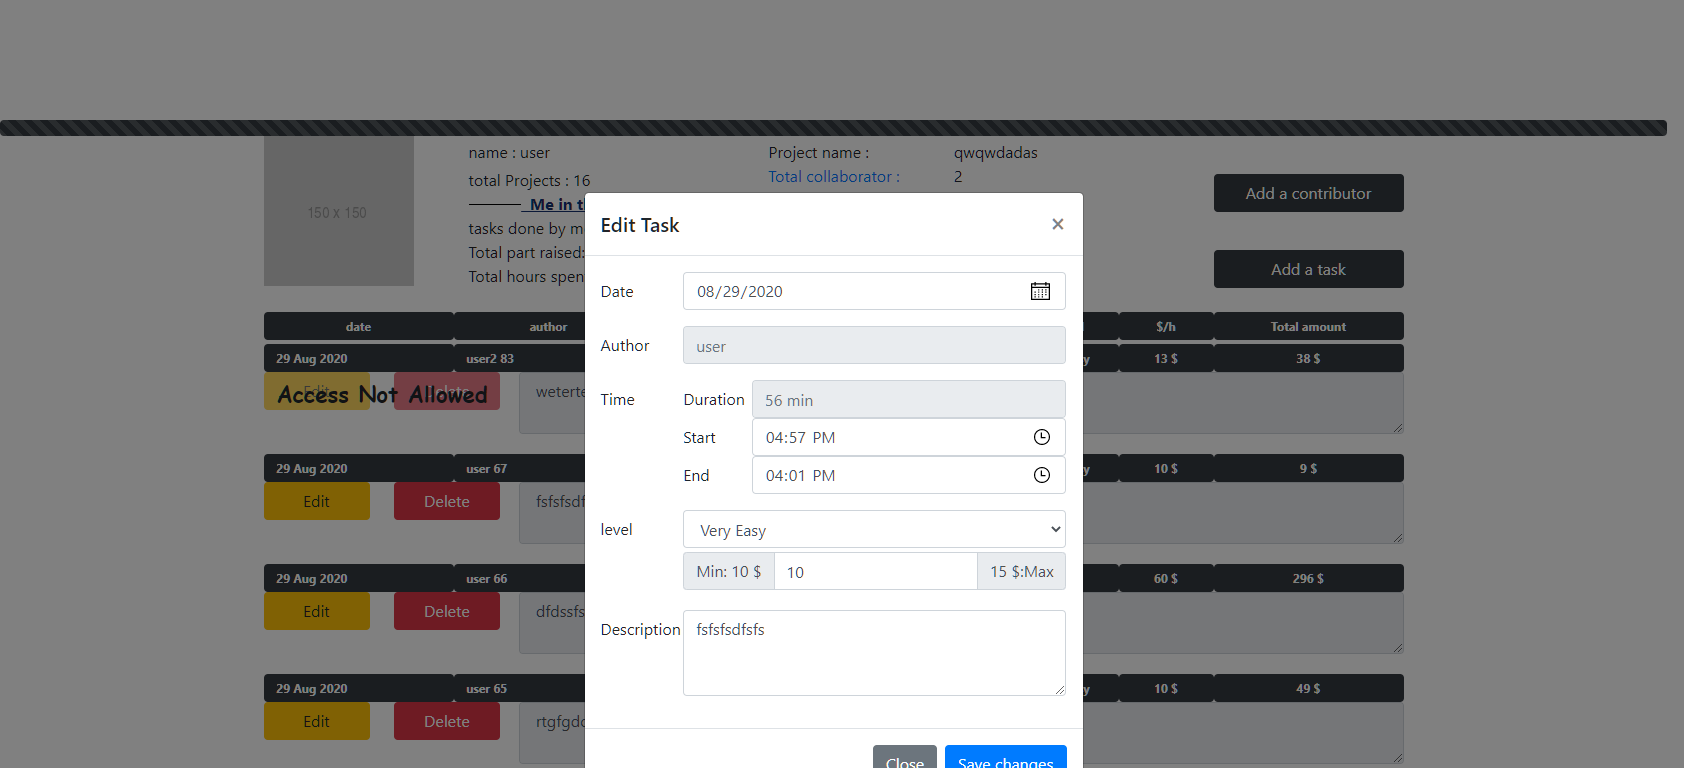 name : user
Project name : qwqwdadas
total Projects : 16
Total collaborator : 2
150 x 150
Me in t
Add a contributor
tasks done by m
Total part raised:
Total hours spen
Add a task
Edit Task ×
Date 08/29/2020
Author user
Time Duration 56 min
Start 04:57 PM
End 04:01 PM
level Very Easy
Min: 10 $ 10 15 $:Max
Description fsfsfsdfsfs
Close Save changes
date author $/h Total amount
29 Aug 2020 user2 83 y 13 $ 38 $
Edit Delete weterte
Access Not Allowed
29 Aug 2020 user 67 y 10 $ 9 $
Edit Delete fsfsfsdf
29 Aug 2020 user 66 60 $ 296 $
Edit Delete dfdssfs
29 Aug 2020 user 65 y 10 $ 49 $
Edit Delete rtgfgd